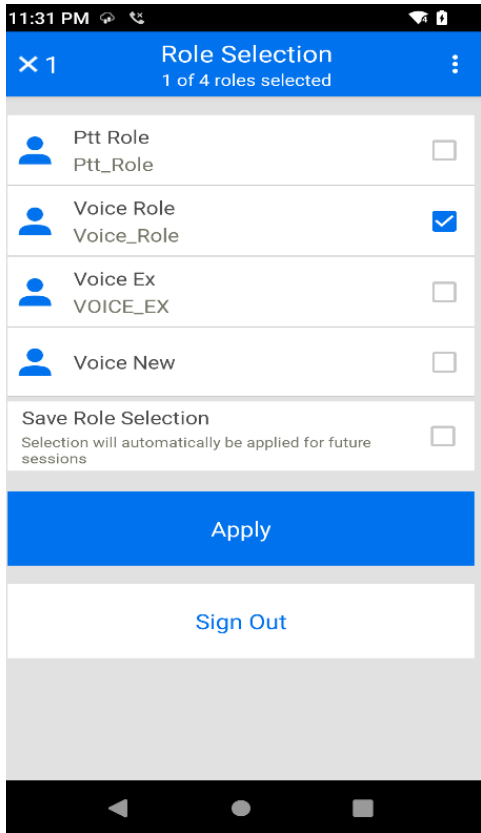 11:31 PM
× 1
Role Selection
1 of 4 roles selected
Ptt Role
Ptt_Role
Voice Role
Voice_Role
Voice Ex
VOICE_EX
Voice New
Save Role Selection
Selection will automatically be applied for future
sessions
Apply
Sign Out